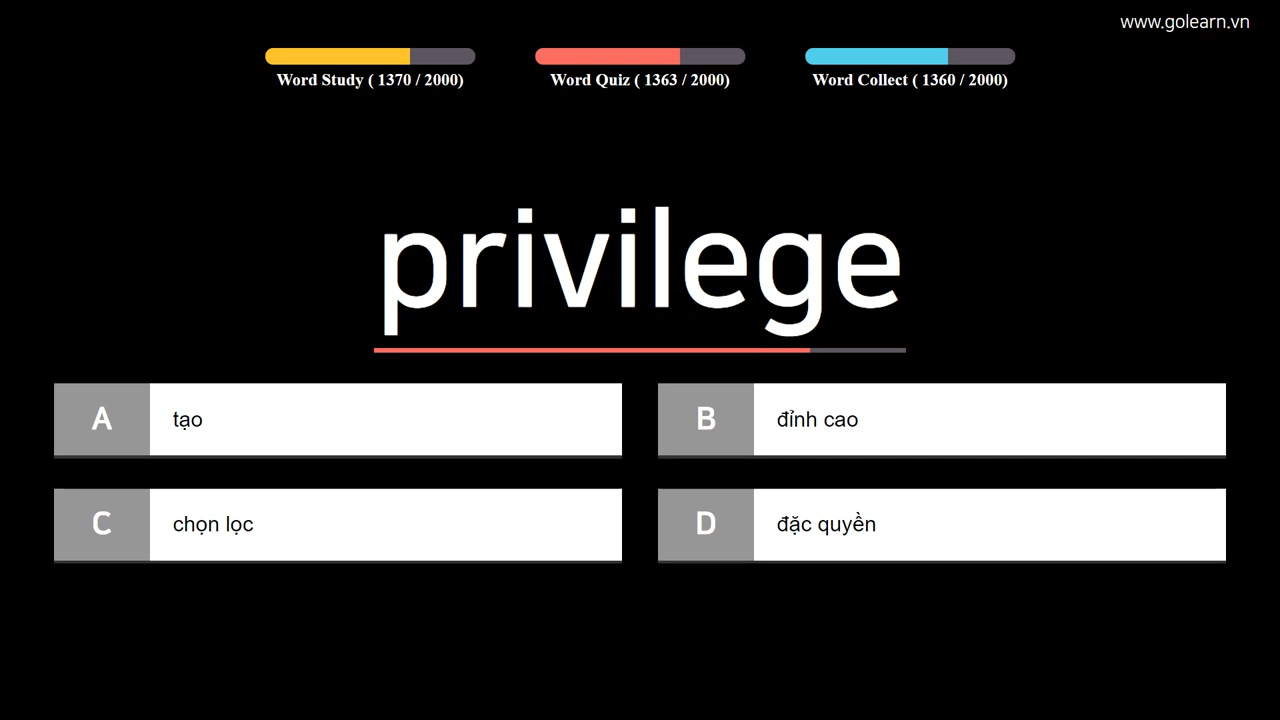 www.golearn.vn
Word Study ( 1370 / 2000)
Word Quiz ( 1363 / 2000)
Word Collect ( 1360 / 2000)
privilege
A tạo
B đỉnh cao
C chọn lọc
D đặc quyền